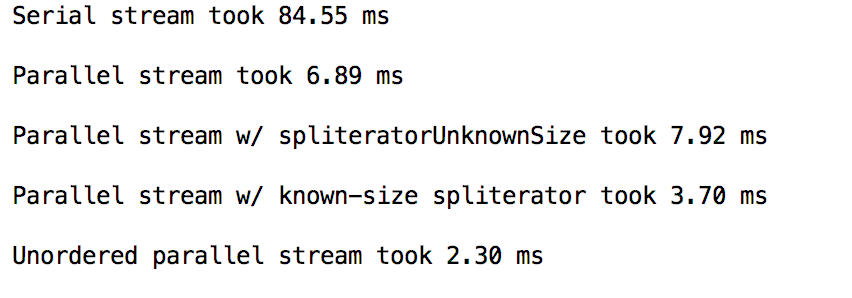 Serial stream took 84.55 ms
Parallel stream took 6.89 ms
Parallel stream w/ spliteratorUnknownSize took 7.92 ms
Parallel stream w/ known-size spliterator took 3.70 ms
Unordered parallel stream took 2.30 ms